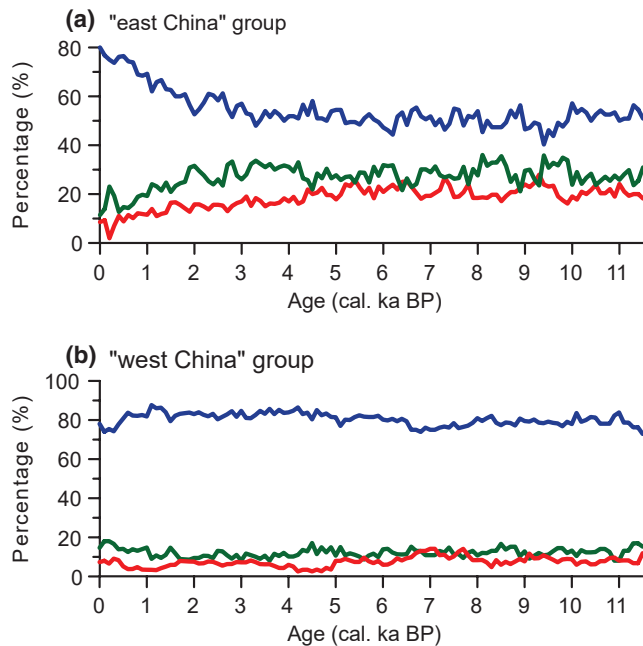 (a) "east China" group
Percentage (%)
80
60
40
20
0
0 1 2 3 4 5 6 7 8 9 10 11
Age (cal. ka BP)
(b) "west China" group
Percentage (%)
100
80
60
40
20
0
0 1 2 3 4 5 6 7 8 9 10 11
Age (cal. ka BP)